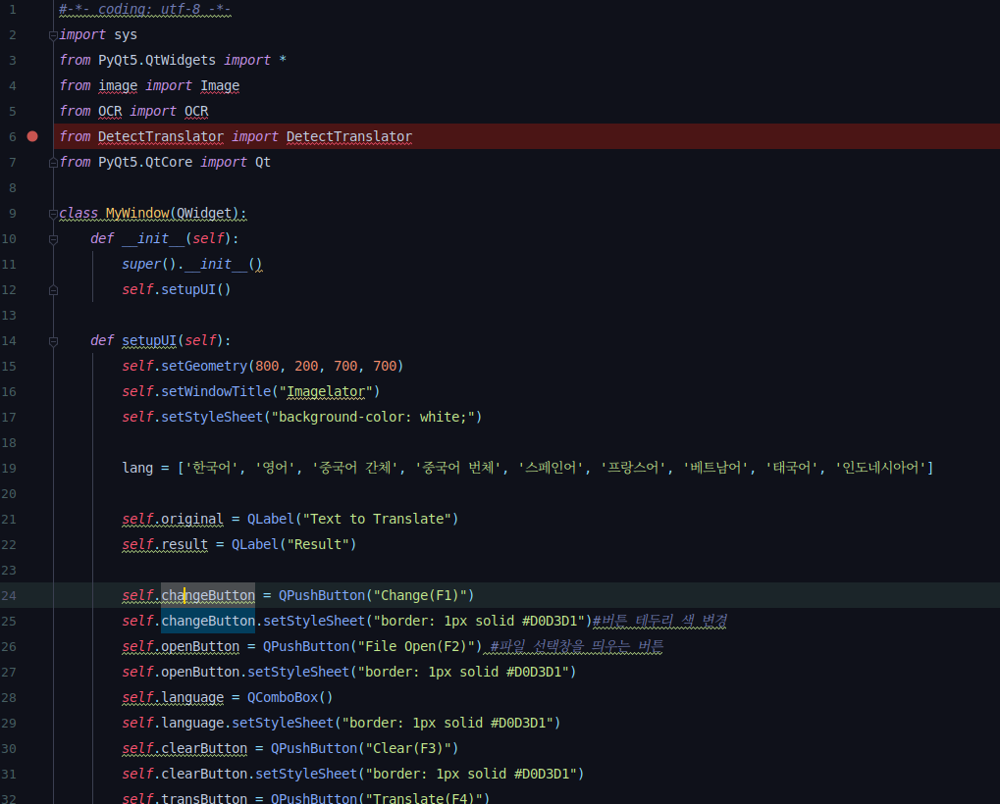 1 #-*- coding: utf-8 -*-
2 import sys
3 from PyQt5.QtWidgets import *
4 from image import Image
5 from OCR import OCR
6 from DetectTranslator import DetectTranslator
7 from PyQt5.QtCore import Qt
8
9 class MyWindow(QWidget):
10 def __init__(self):
11 super().__init__()
12 self.setupUI()
13
14 def setupUI(self):
15 self.setGeometry(800, 200, 700, 700)
16 self.setWindowTitle("Imagelator")
17 self.setStyleSheet("background-color: white;")
18
19 lang = ['한국어', '영어', '중국어 간체', '중국어 번체', '스페인어', '프랑스어', '베트남어', '태국어', '인도네시아어']
20
21 self.original = QLabel("Text to Translate")
22 self.result = QLabel("Result")
23
24 self.changeButton = QPushButton("Change(F1)")
25 self.changeButton.setStyleSheet("border: 1px solid #D0D3D1")#버튼 테두리 색 변경
26 self.openButton = QPushButton("File Open(F2)") #파일 선택창을 띄우는 버튼
27 self.openButton.setStyleSheet("border: 1px solid #D0D3D1")
28 self.language = QComboBox()
29 self.language.setStyleSheet("border: 1px solid #D0D3D1")
30 self.clearButton = QPushButton("Clear(F3)")
31 self.clearButton.setStyleSheet("border: 1px solid #D0D3D1")
32 self.transButton = QPushButton("Translate(F4)")